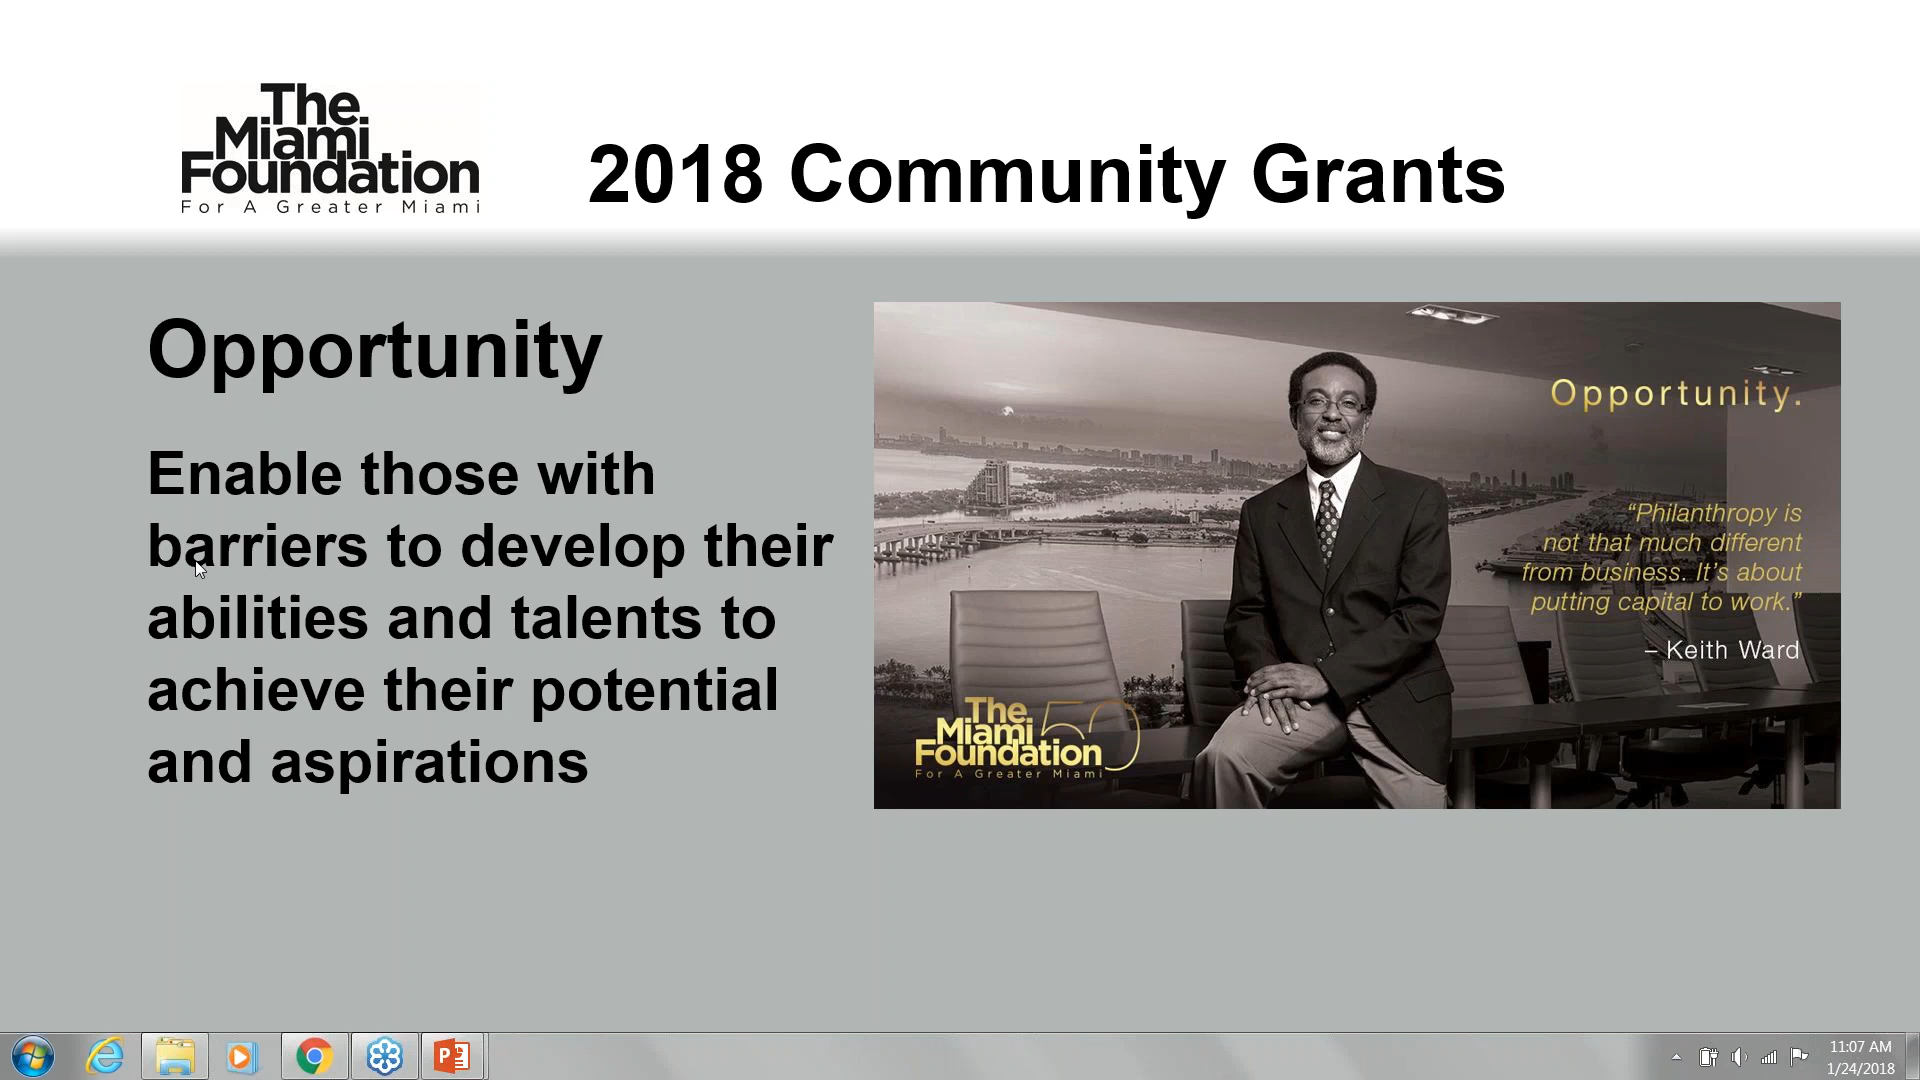 The
Miami
Foundation
For A Greater Miami
2018 Community Grants
Opportunity
Enable those with
barriers to develop their
abilities and talents to
achieve their potential
and aspirations
Opportunity.
“Philanthropy is
not that much different
from business. It’s about
putting capital to work.”
– Keith Ward
The
Miami
Foundation
For A Greater Miami
50
11:07 AM
1/24/2018